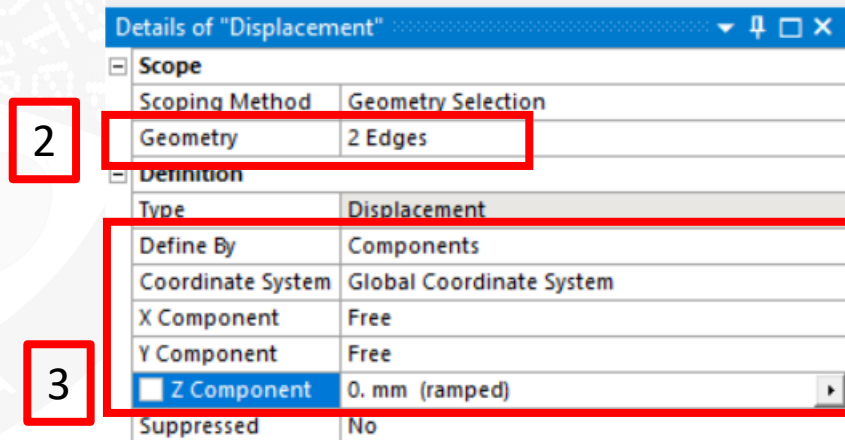 Details of "Displacement"
Scope
Scoping Method Geometry Selection
2
Geometry 2 Edges
Definition
Type Displacement
Define By Components
Coordinate System Global Coordinate System
X Component Free
Y Component Free
3
Z Component 0. mm (ramped)
Suppressed No